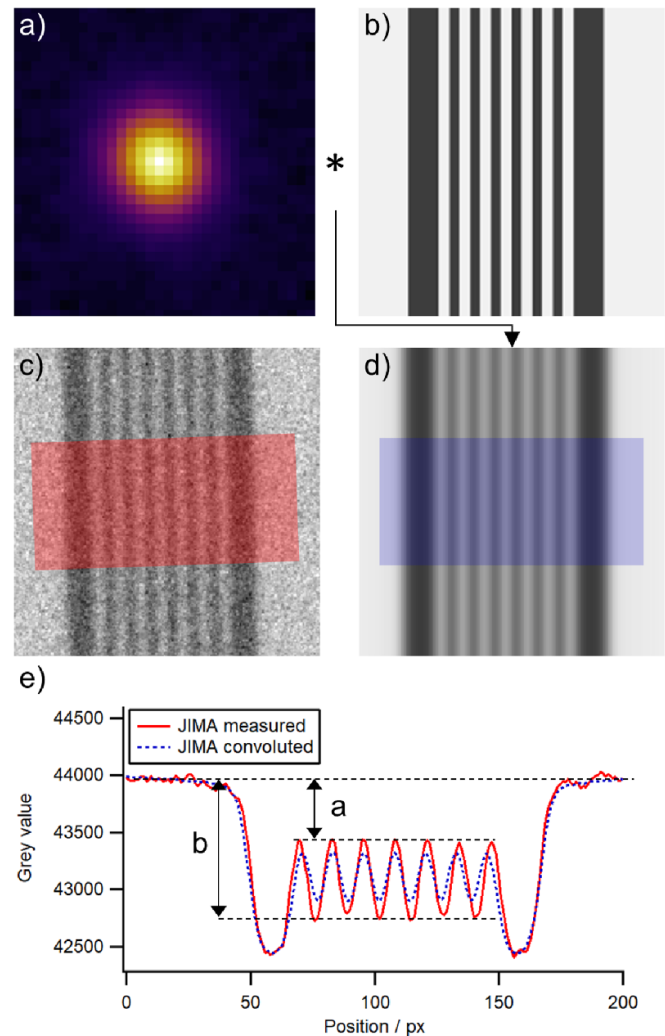 a)
b)
*
c)
d)
e)
44500
44000
43500
43000
42500
Grey value
JIMA measured
JIMA convoluted
a
b
0
50
100
150
200
Position / px